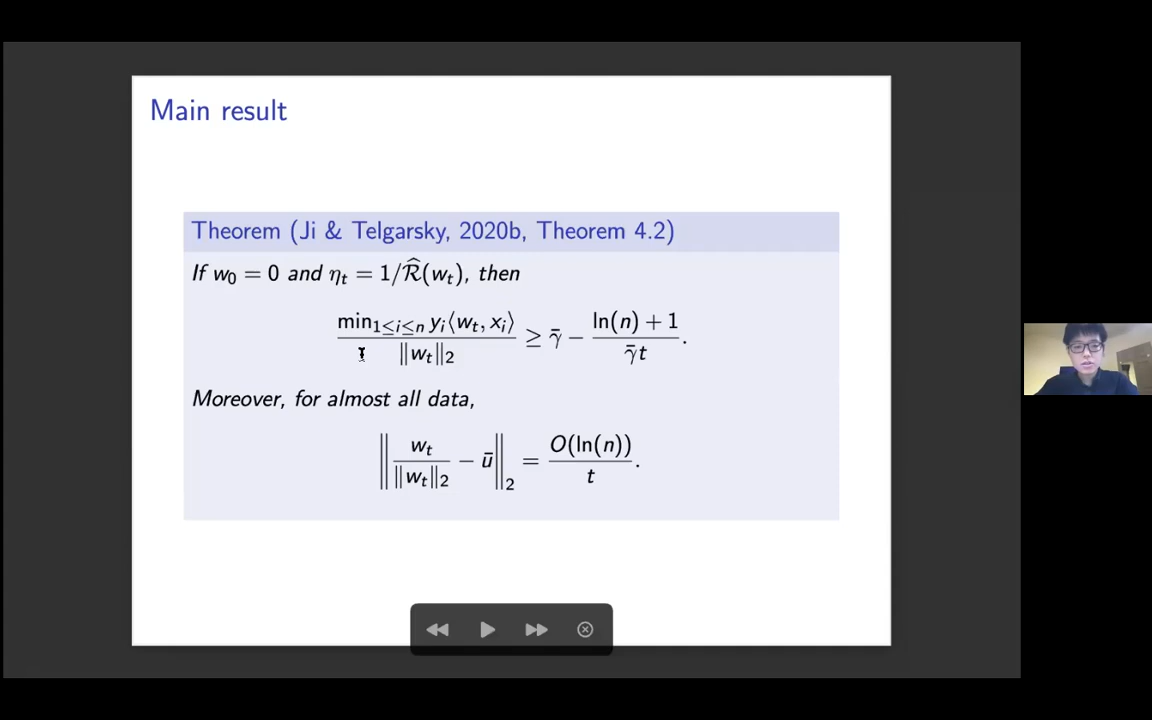 Main result
Theorem (Ji & Telgarsky, 2020b, Theorem 4.2)
If w₀ = 0 and ηₜ = 1/R̂(wₜ), then
min₁≤ᵢ≤ₙ yᵢ⟨wₜ, xᵢ⟩ / ‖wₜ‖₂ ≥ γ̄ − (ln(n) + 1) / (γ̄t).
Moreover, for almost all data,
‖ wₜ / ‖wₜ‖₂ − ū ‖₂ = O(ln(n)) / t.